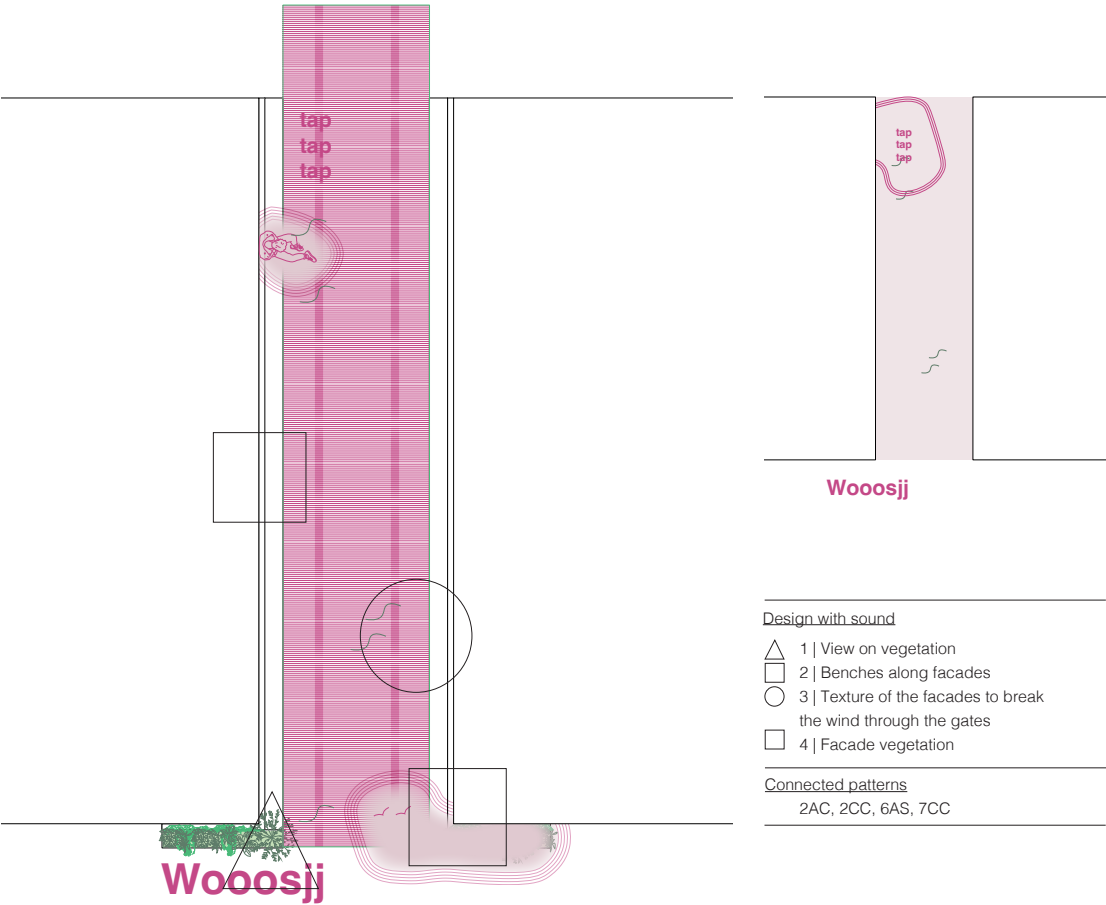 tap
tap
tap
Wooosjj
tap
tap
tap
Wooosjj
Design with sound
1 | View on vegetation
2 | Benches along facades
3 | Texture of the facades to break
the wind through the gates
4 | Facade vegetation
Connected patterns
2AC, 2CC, 6AS, 7CC